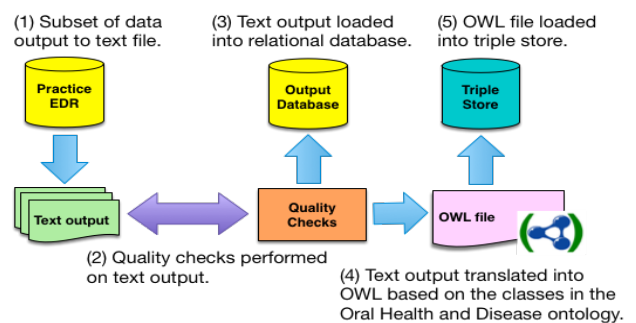 (1) Subset of data
output to text file.
(3) Text output loaded
into relational database.
(5) OWL file loaded
into triple store.
Practice
EDR
Output
Database
Triple
Store
Text output
Quality
Checks
OWL file
(2) Quality checks performed
on text output.
(4) Text output translated into
OWL based on the classes in the
Oral Health and Disease ontology.